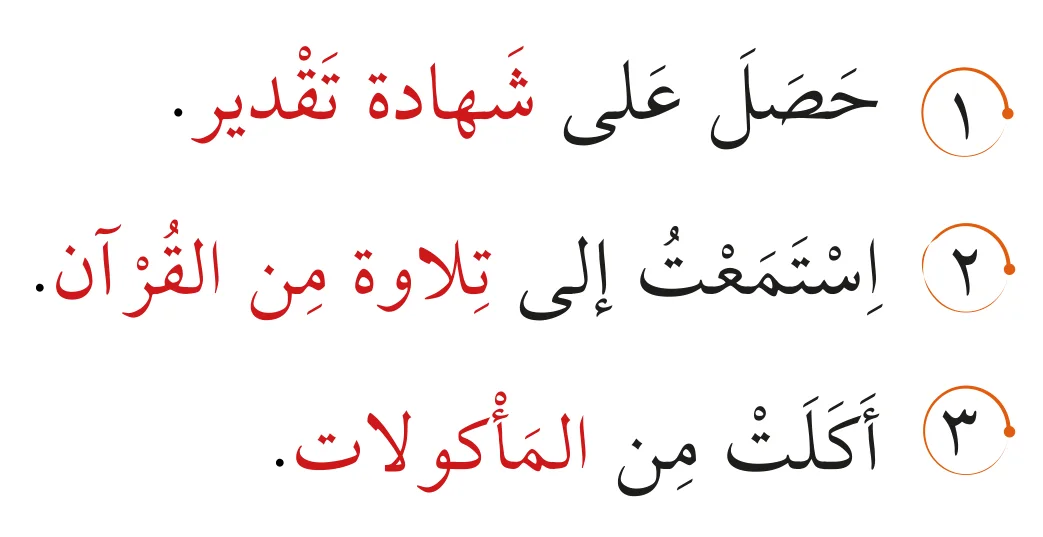 ١ حَصَلَ عَلى شَهادة تَقْدير.
٢ اِسْتَمَعْتُ إلى تِلاوة مِن القُرْآن.
٣ أَكَلَتْ مِن المَأْكولات.